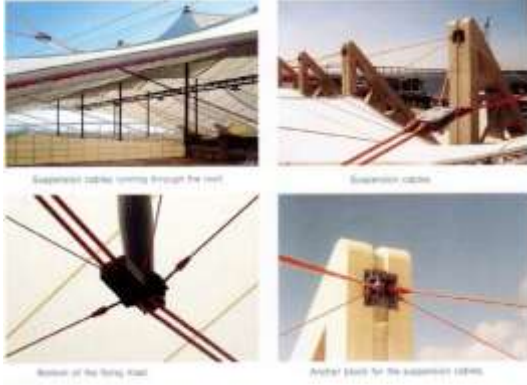 Suspension cables running through the roof.
Suspension cables
Bottom of the flying mast
Anchor block for the suspension cables.